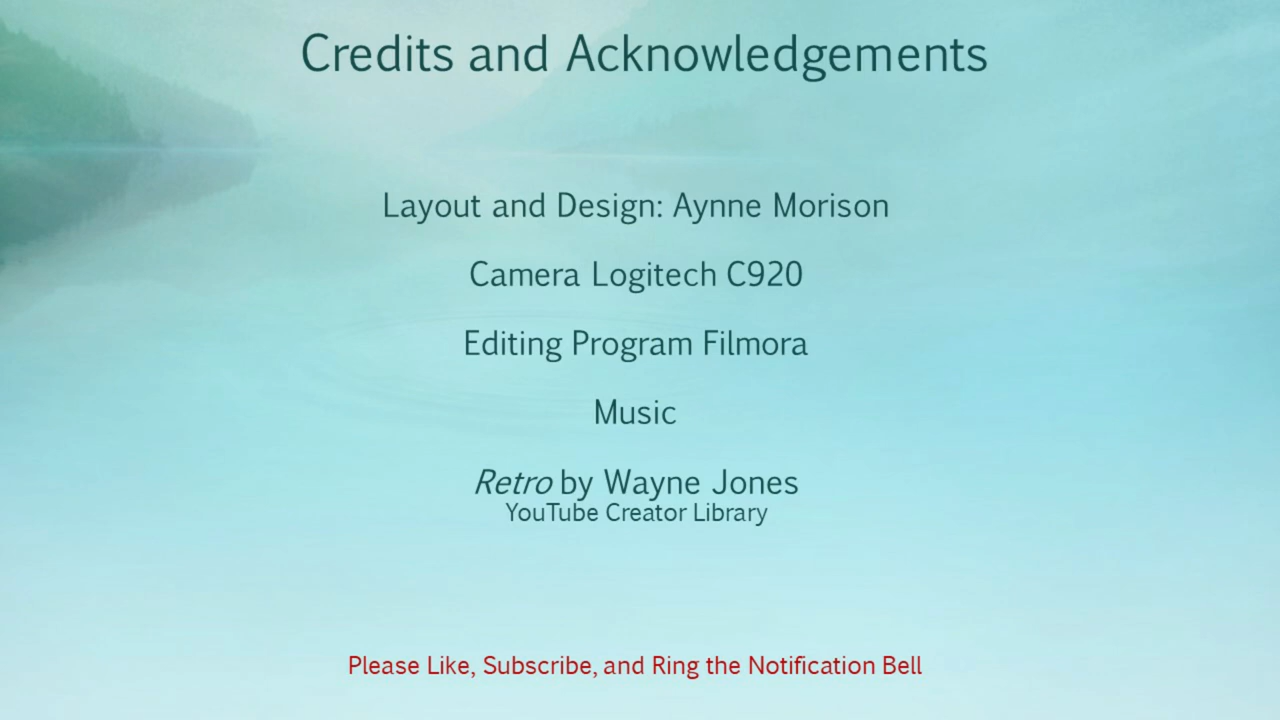 Credits and Acknowledgements
Layout and Design: Aynne Morison
Camera Logitech C920
Editing Program Filmora
Music
Retro by Wayne Jones
YouTube Creator Library
Please Like, Subscribe, and Ring the Notification Bell